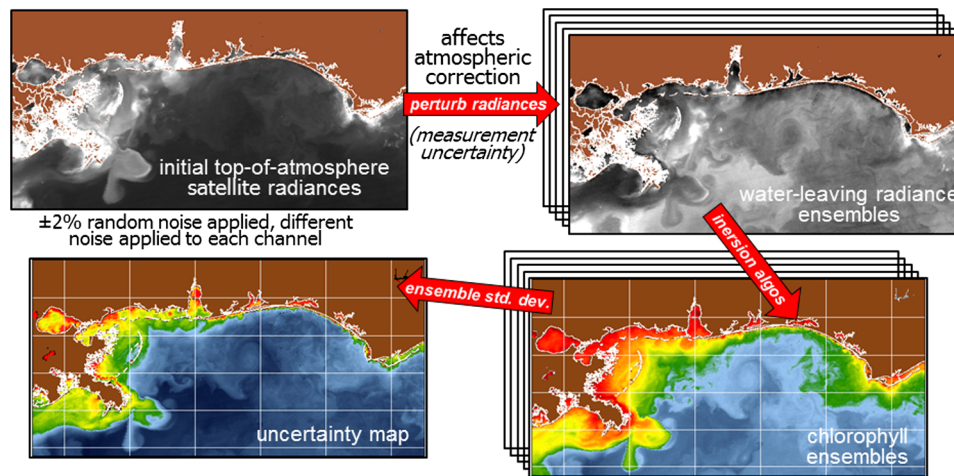 initial top-of-atmosphere
satellite radiances
affects
atmospheric
correction
perturb radiances
(measurement
uncertainty)
water-leaving radiance
ensembles
±2% random noise applied, different
noise applied to each channel
inersion algos
ensemble std. dev.
uncertainty map
chlorophyll
ensembles